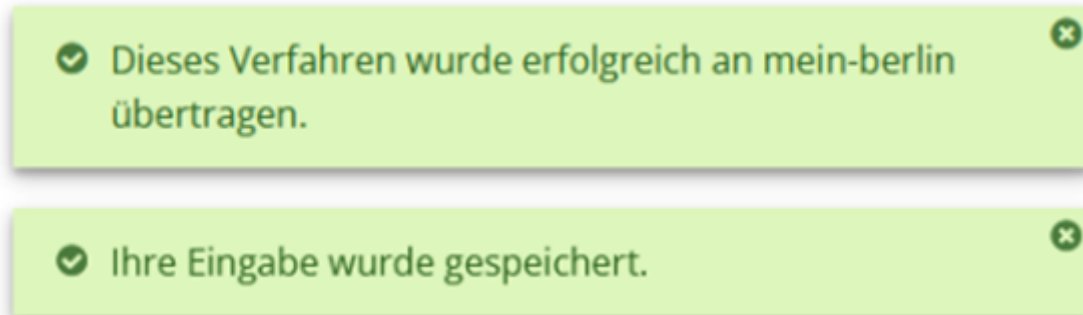 Dieses Verfahren wurde erfolgreich an mein-berlin
übertragen.
Ihre Eingabe wurde gespeichert.